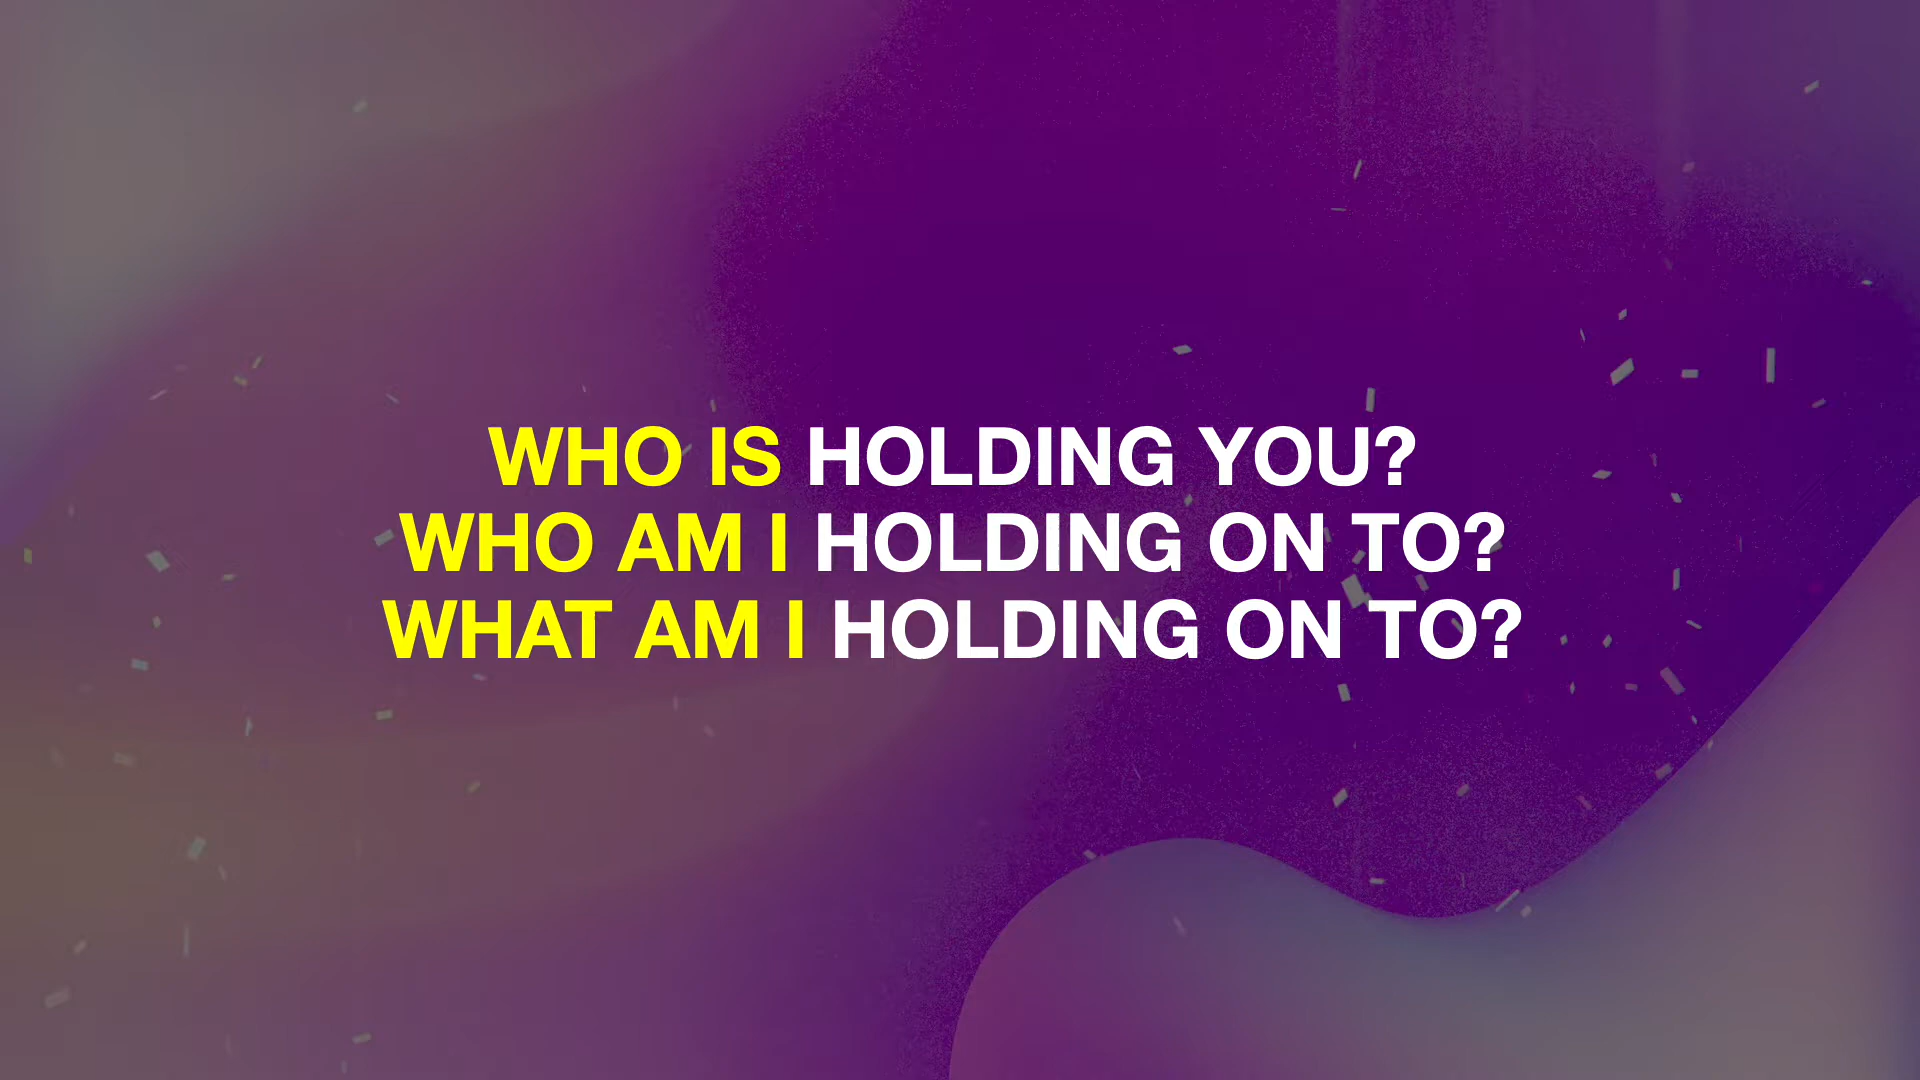 WHO IS HOLDING YOU?
WHO AM I HOLDING ON TO?
WHAT AM I HOLDING ON TO?